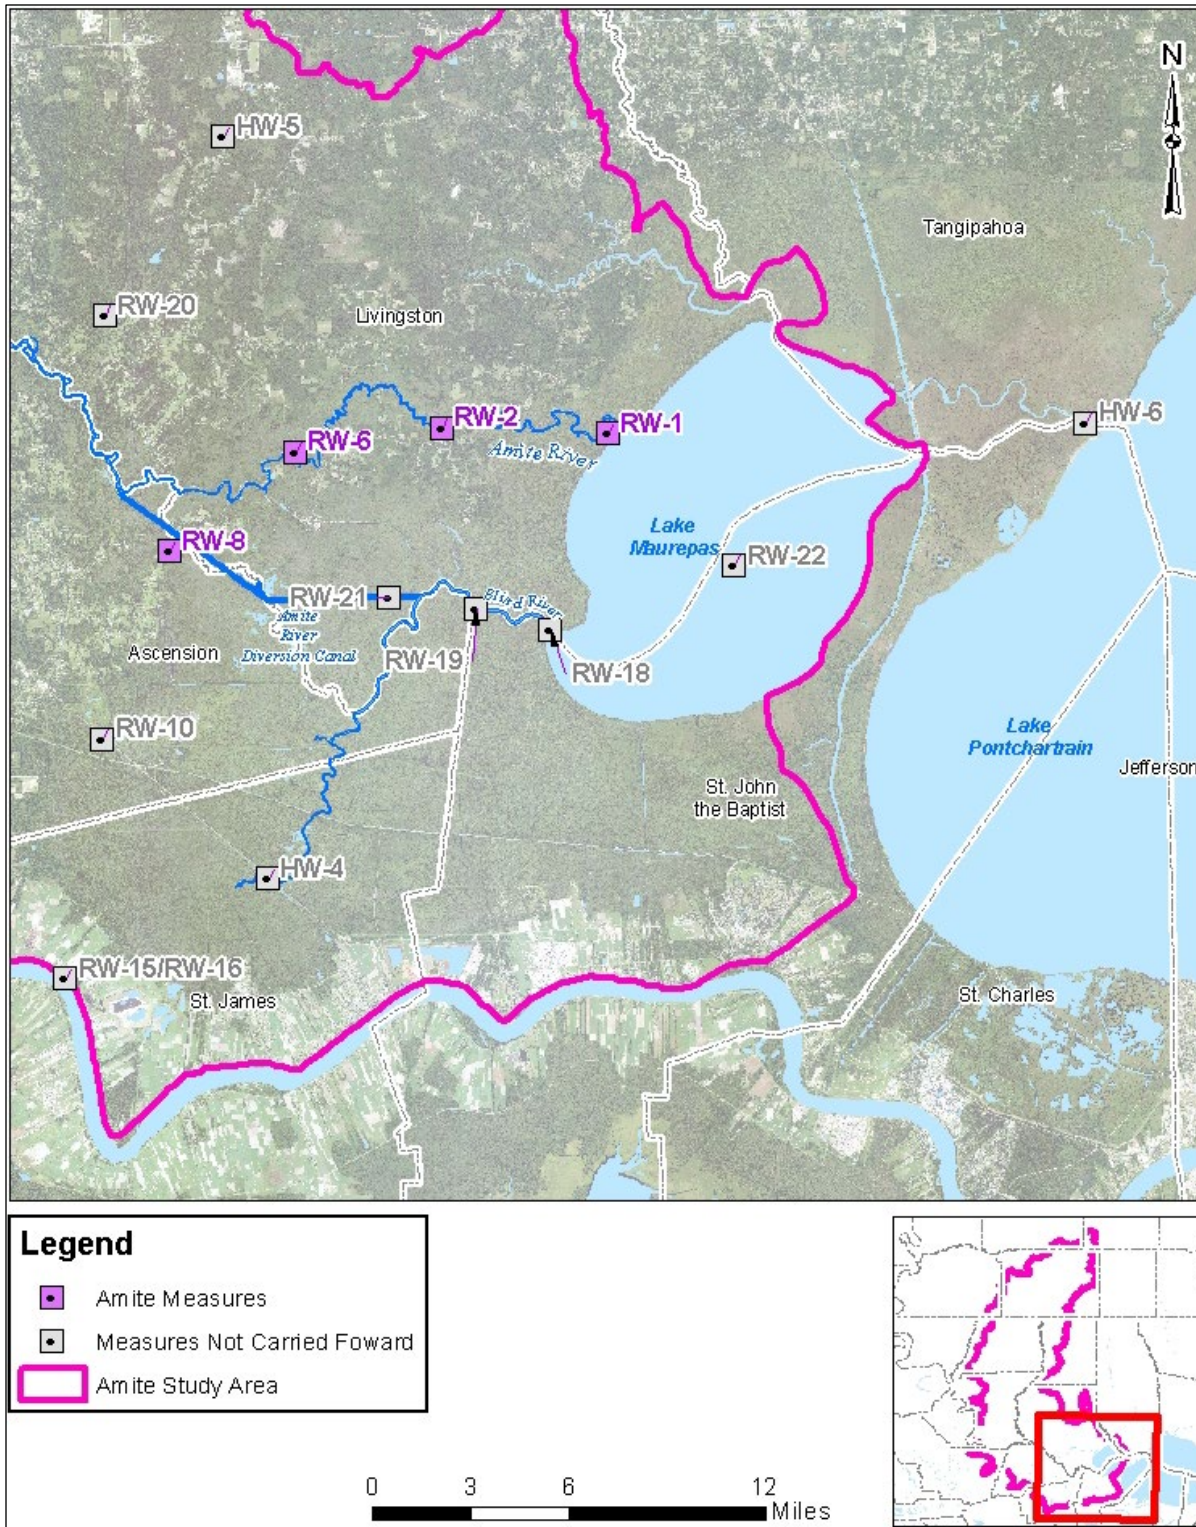 N
HW-5
Tangipahoa
RW-20
Livingston
RW-2
RW-1
HW-6
RW-6
Amite River
RW-8
Lake
Maurepas
RW-22
RW-21
Blind River
Amite
River
Diversion Canal
Ascension
RW-19
RW-18
RW-10
Lake
Pontchartrain
Jefferson
St. John
the Baptist
HW-4
RW-15/RW-16
St. James
St. Charles
Legend
Amite Measures
Measures Not Carried Foward
Amite Study Area
0 3 6 12
Miles